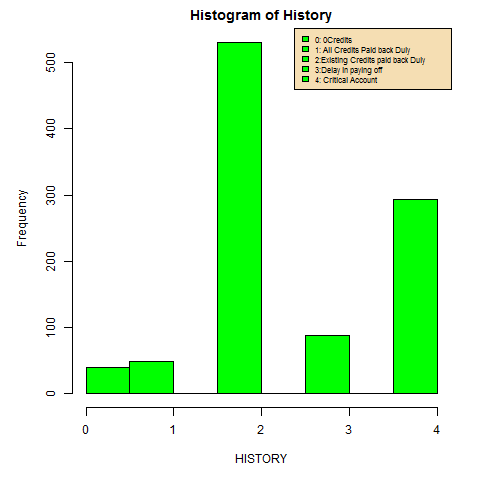 Histogram of History
0: 0Credits
1: All Credits Paid back Duly
2:Existing Credits paid back Duly
3:Delay in paying off
4: Critical Account
500
400
300
200
100
0
Frequency
0 1 2 3 4
HISTORY